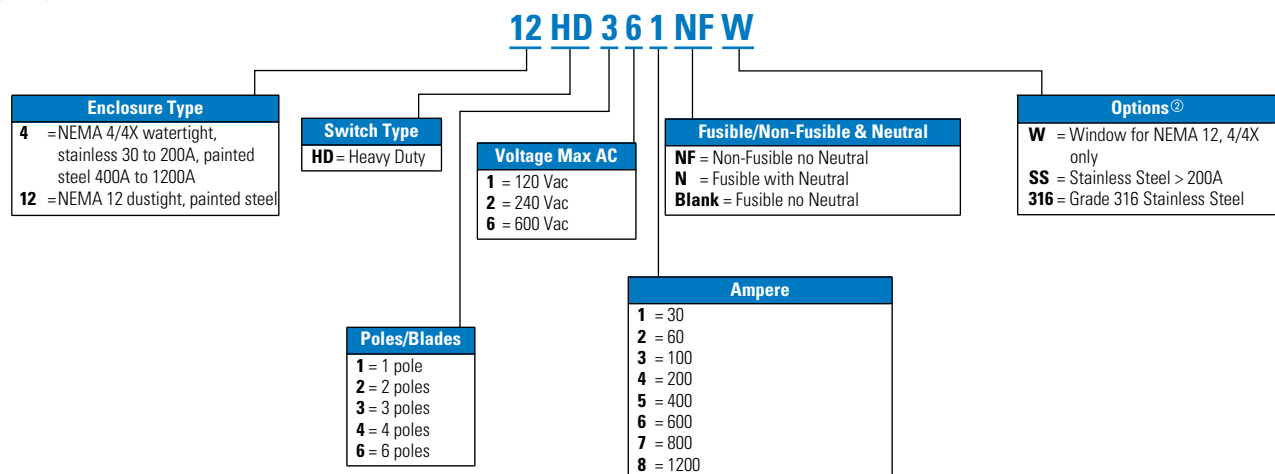 12 HD 3 6 1 NF W
Enclosure Type
4 = NEMA 4/4X watertight,
stainless 30 to 200A, painted
steel 400A to 1200A
12 = NEMA 12 dustight, painted steel
Switch Type
HD = Heavy Duty
Voltage Max AC
1 = 120 Vac
2 = 240 Vac
6 = 600 Vac
Fusible/Non-Fusible & Neutral
NF = Non-Fusible no Neutral
N = Fusible with Neutral
Blank = Fusible no Neutral
Options②
W = Window for NEMA 12, 4/4X
only
SS = Stainless Steel > 200A
316 = Grade 316 Stainless Steel
Poles/Blades
1 = 1 pole
2 = 2 poles
3 = 3 poles
4 = 4 poles
6 = 6 poles
Ampere
1 = 30
2 = 60
3 = 100
4 = 200
5 = 400
6 = 600
7 = 800
8 = 1200